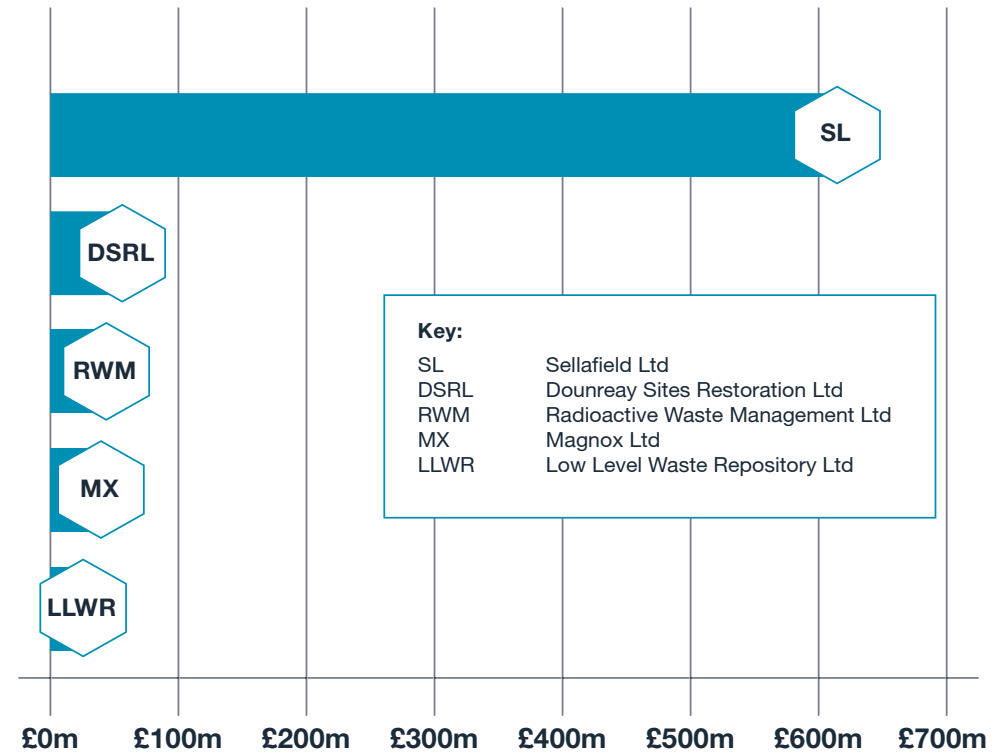 SL
DSRL
RWM
MX
LLWR
Key:
SL Sellafield Ltd
DSRL Dounreay Sites Restoration Ltd
RWM Radioactive Waste Management Ltd
MX Magnox Ltd
LLWR Low Level Waste Repository Ltd
£0m £100m £200m £300m £400m £500m £600m £700m